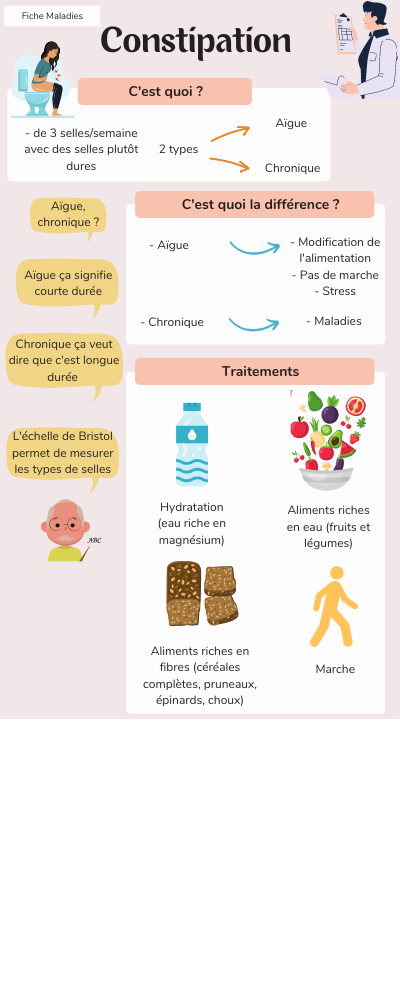 Fiche Maladies
Constipation
C'est quoi ?
- de 3 selles/semaine
avec des selles plutôt
dures
2 types
Aïgue
Chronique
Aïgue,
chronique ?
Aïgue ça signifie
courte durée
Chronique ça veut
dire que c'est longue
durée
L'échelle de Bristol
permet de mesurer
les types de selles
ABC
C'est quoi la différence ?
- Aïgue
- Modification de
l'alimentation
- Pas de marche
- Stress
- Chronique
- Maladies
Traitements
Hydratation
(eau riche en
magnésium)
Aliments riches
en eau (fruits et
légumes)
Aliments riches en
fibres (céréales
complètes, pruneaux,
épinards, choux)
Marche